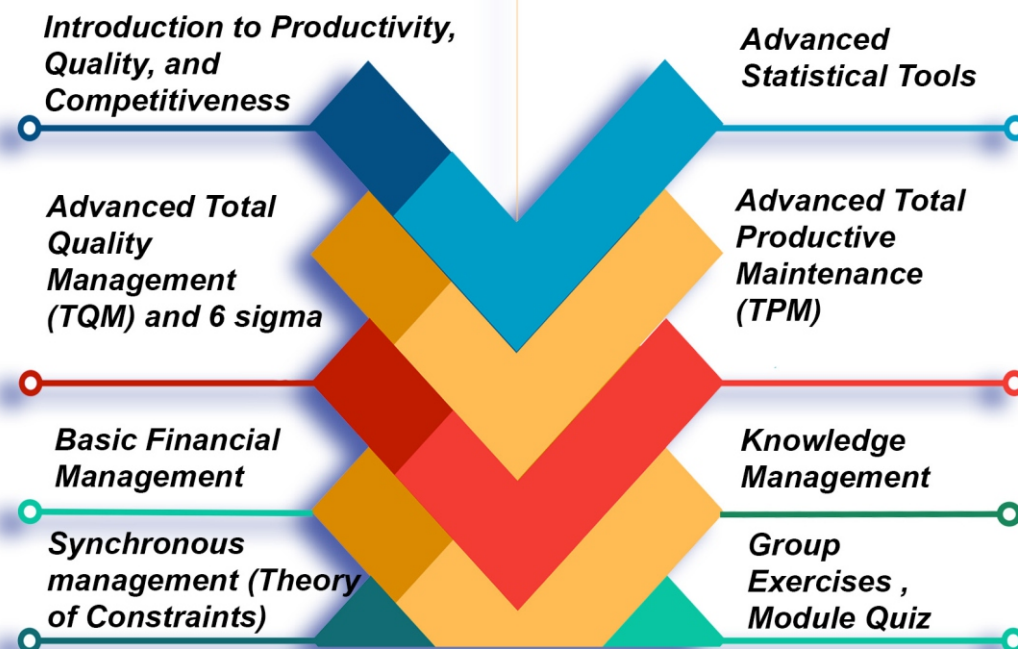 Introduction to Productivity,
Quality, and
Competitiveness
Advanced
Statistical Tools
Advanced Total
Quality
Management
(TQM) and 6 sigma
Advanced Total
Productive
Maintenance
(TPM)
Basic Financial
Management
Knowledge
Management
Synchronous
management (Theory
of Constraints)
Group
Exercises ,
Module Quiz